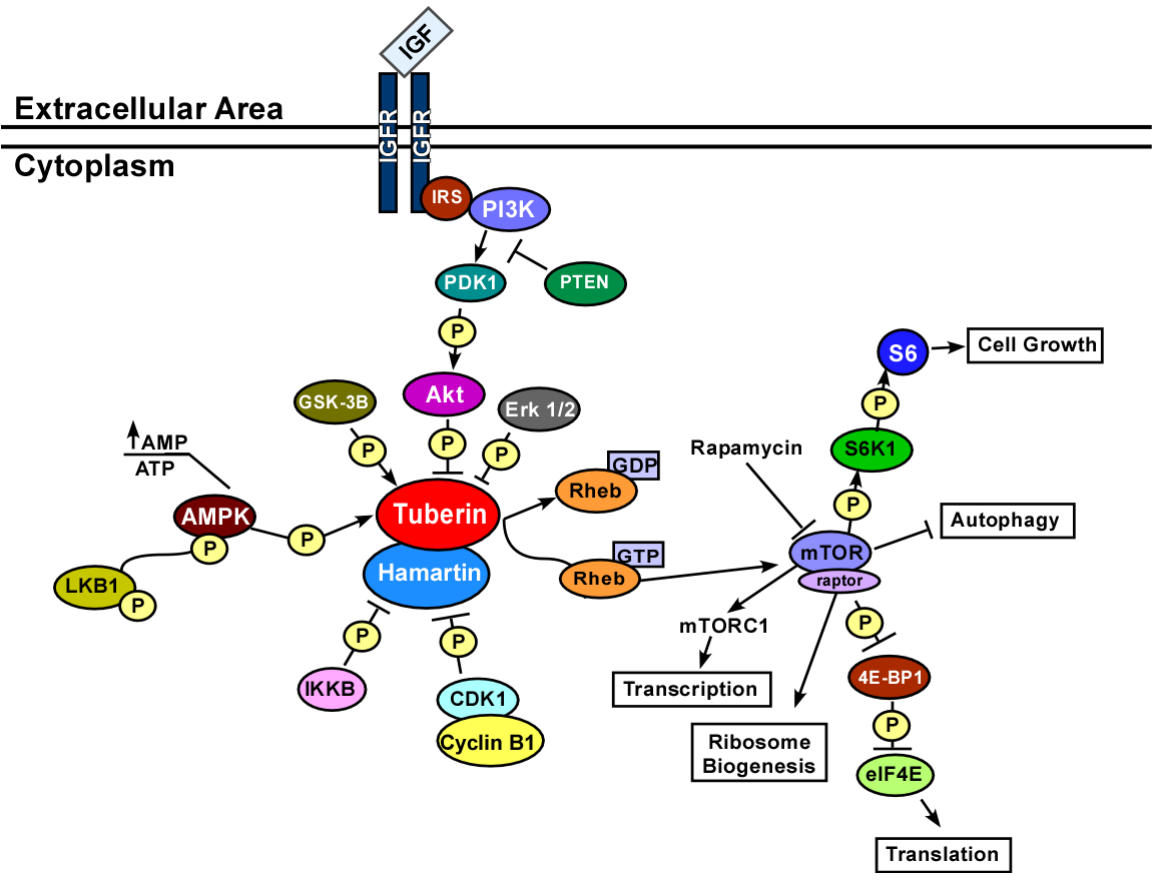 IGF
Extracellular Area
IGFR
IGFR
Cytoplasm
IRS
PI3K
PDK1
PTEN
P
S6
Cell Growth
Akt
GSK-3B
Erk 1/2
P
AMP
ATP
P
P
P
Rapamycin
S6K1
GDP
Rheb
P
AMPK
Tuberin
Autophagy
P
P
GTP
mTOR
Hamartin
Rheb
raptor
LKB1
P
mTORC1
P
P
P
4E-BP1
IKKB
CDK1
Transcription
Cyclin B1
P
Ribosome
Biogenesis
eIF4E
Translation